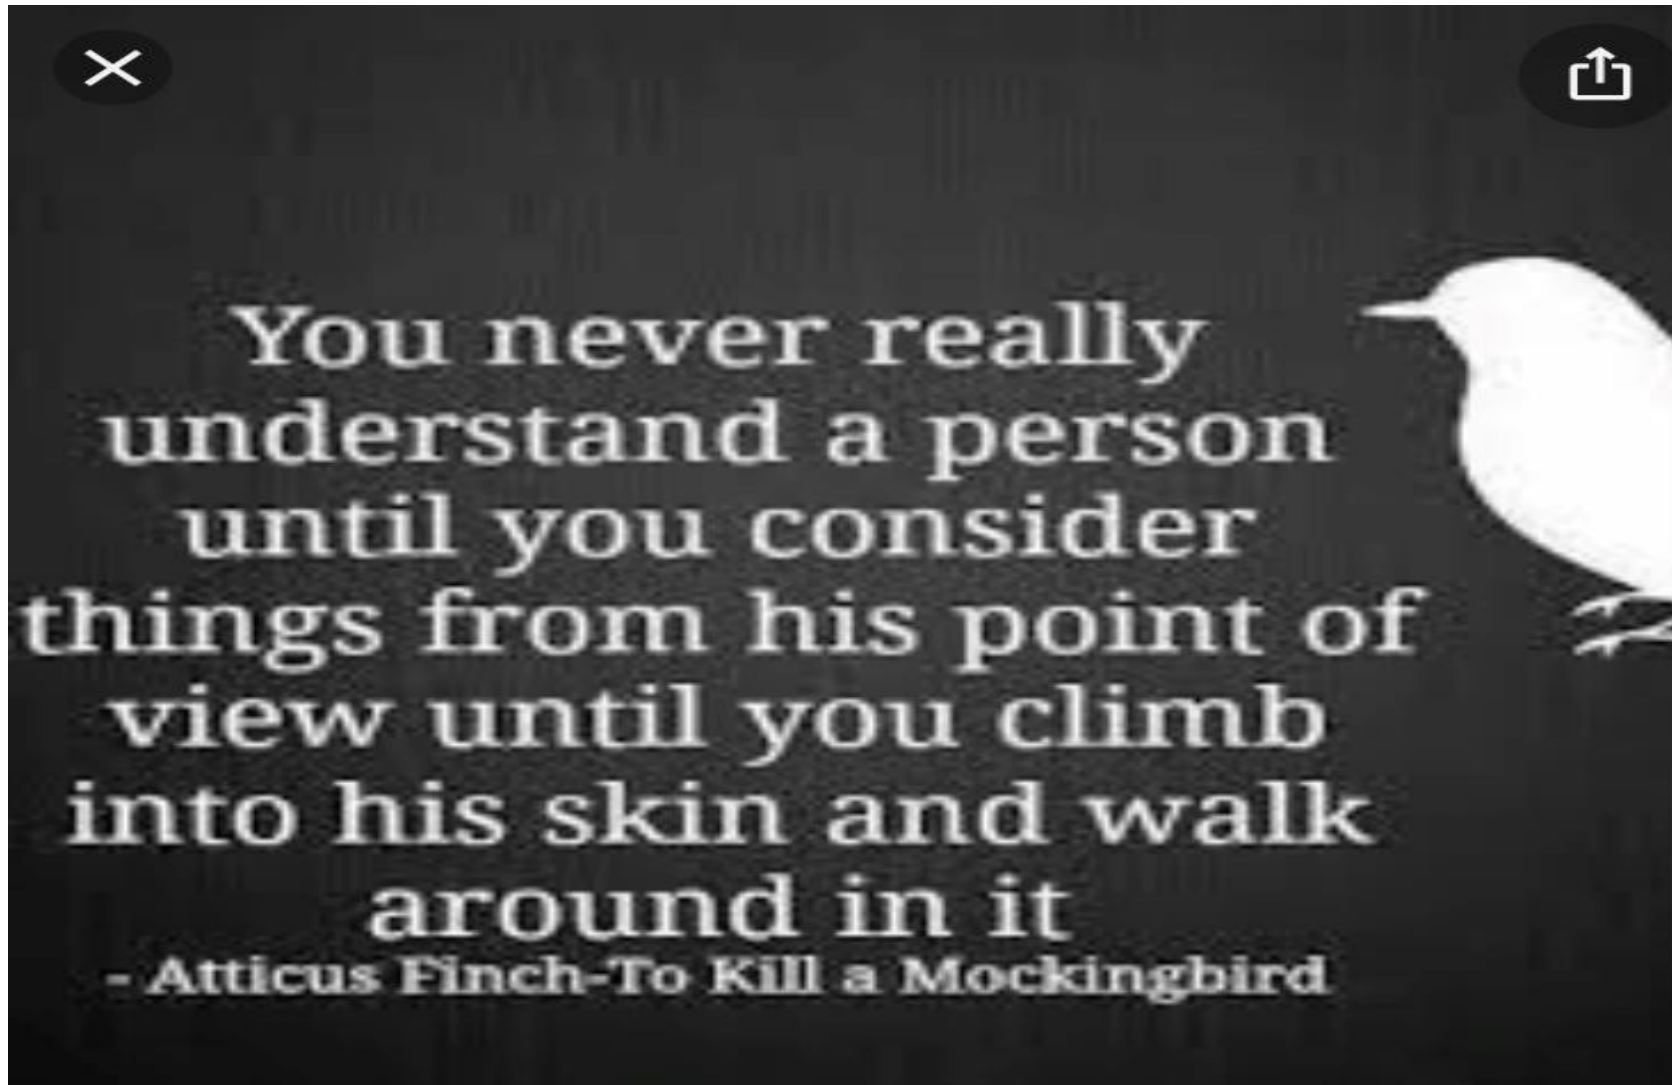 You never really
understand a person
until you consider
things from his point of
view until you climb
into his skin and walk
around in it
- Atticus Finch-To Kill a Mockingbird